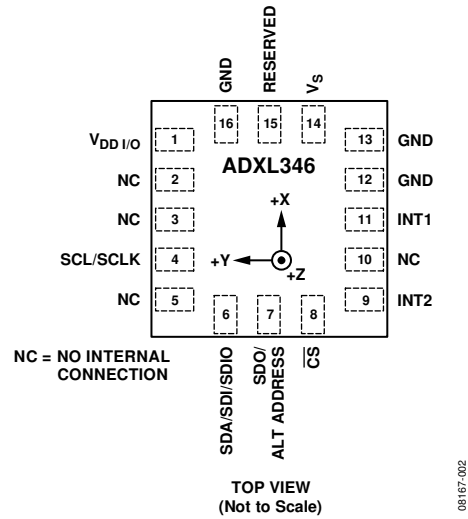 GND
RESERVED
VS
16
15
14
VDD I/O
1
13
GND
ADXL346
NC
2
12
GND
+X
NC
3
11
INT1
SCL/SCLK
4
+Y
+Z
10
NC
NC
5
9
INT2
6
7
8
NC = NO INTERNAL
CONNECTION
SDA/SDI/SDIO
SDO/
ALT ADDRESS
CS
TOP VIEW
(Not to Scale)
08167-002